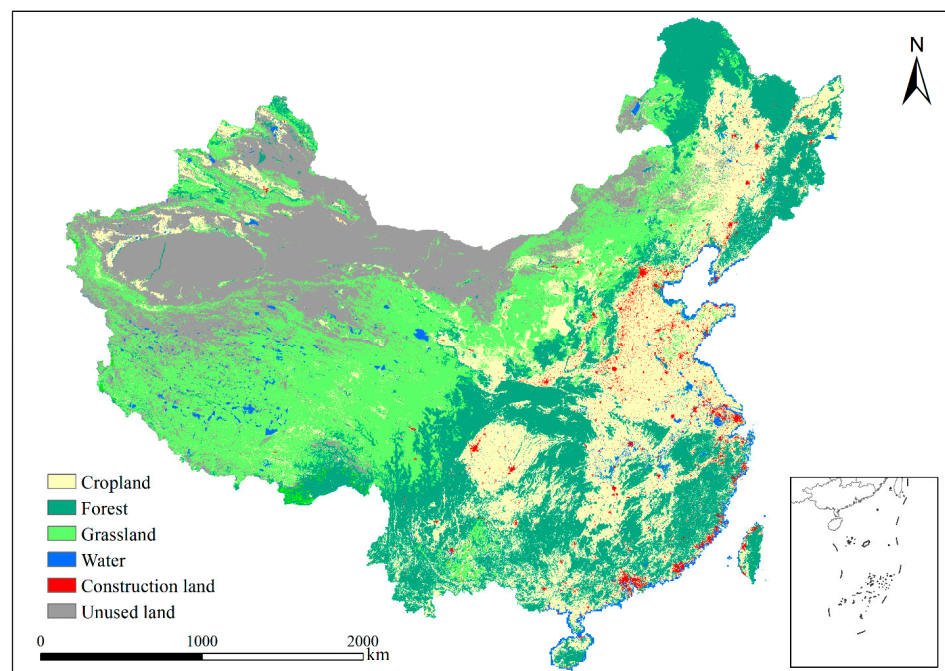 N
Cropland
Forest
Grassland
Water
Construction land
Unused land
0 1000 2000
km